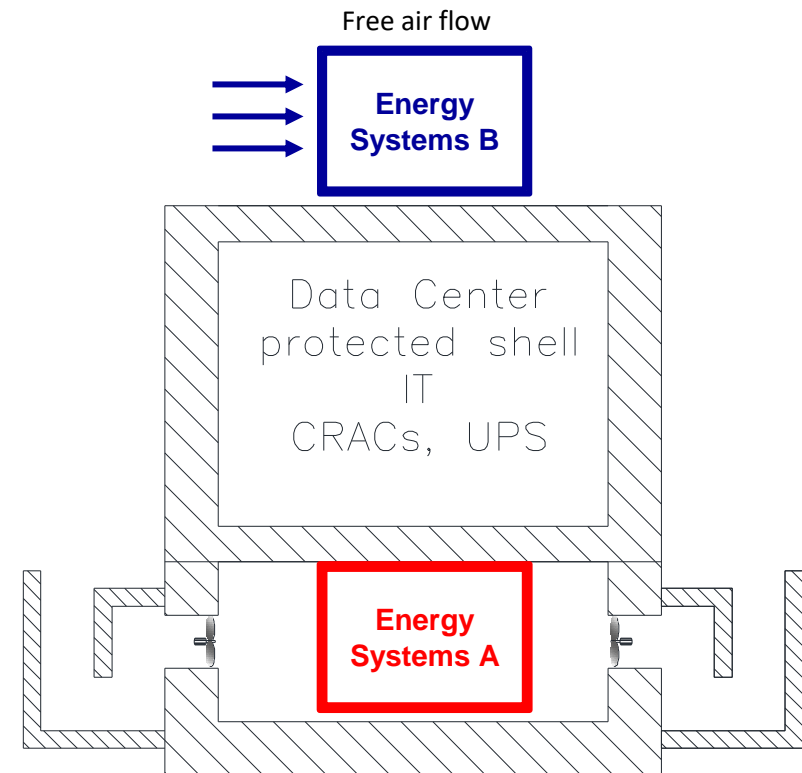 Free air flow
Energy
Systems B
Data Center
protected shell
IT
CRACs, UPS
Energy
Systems A